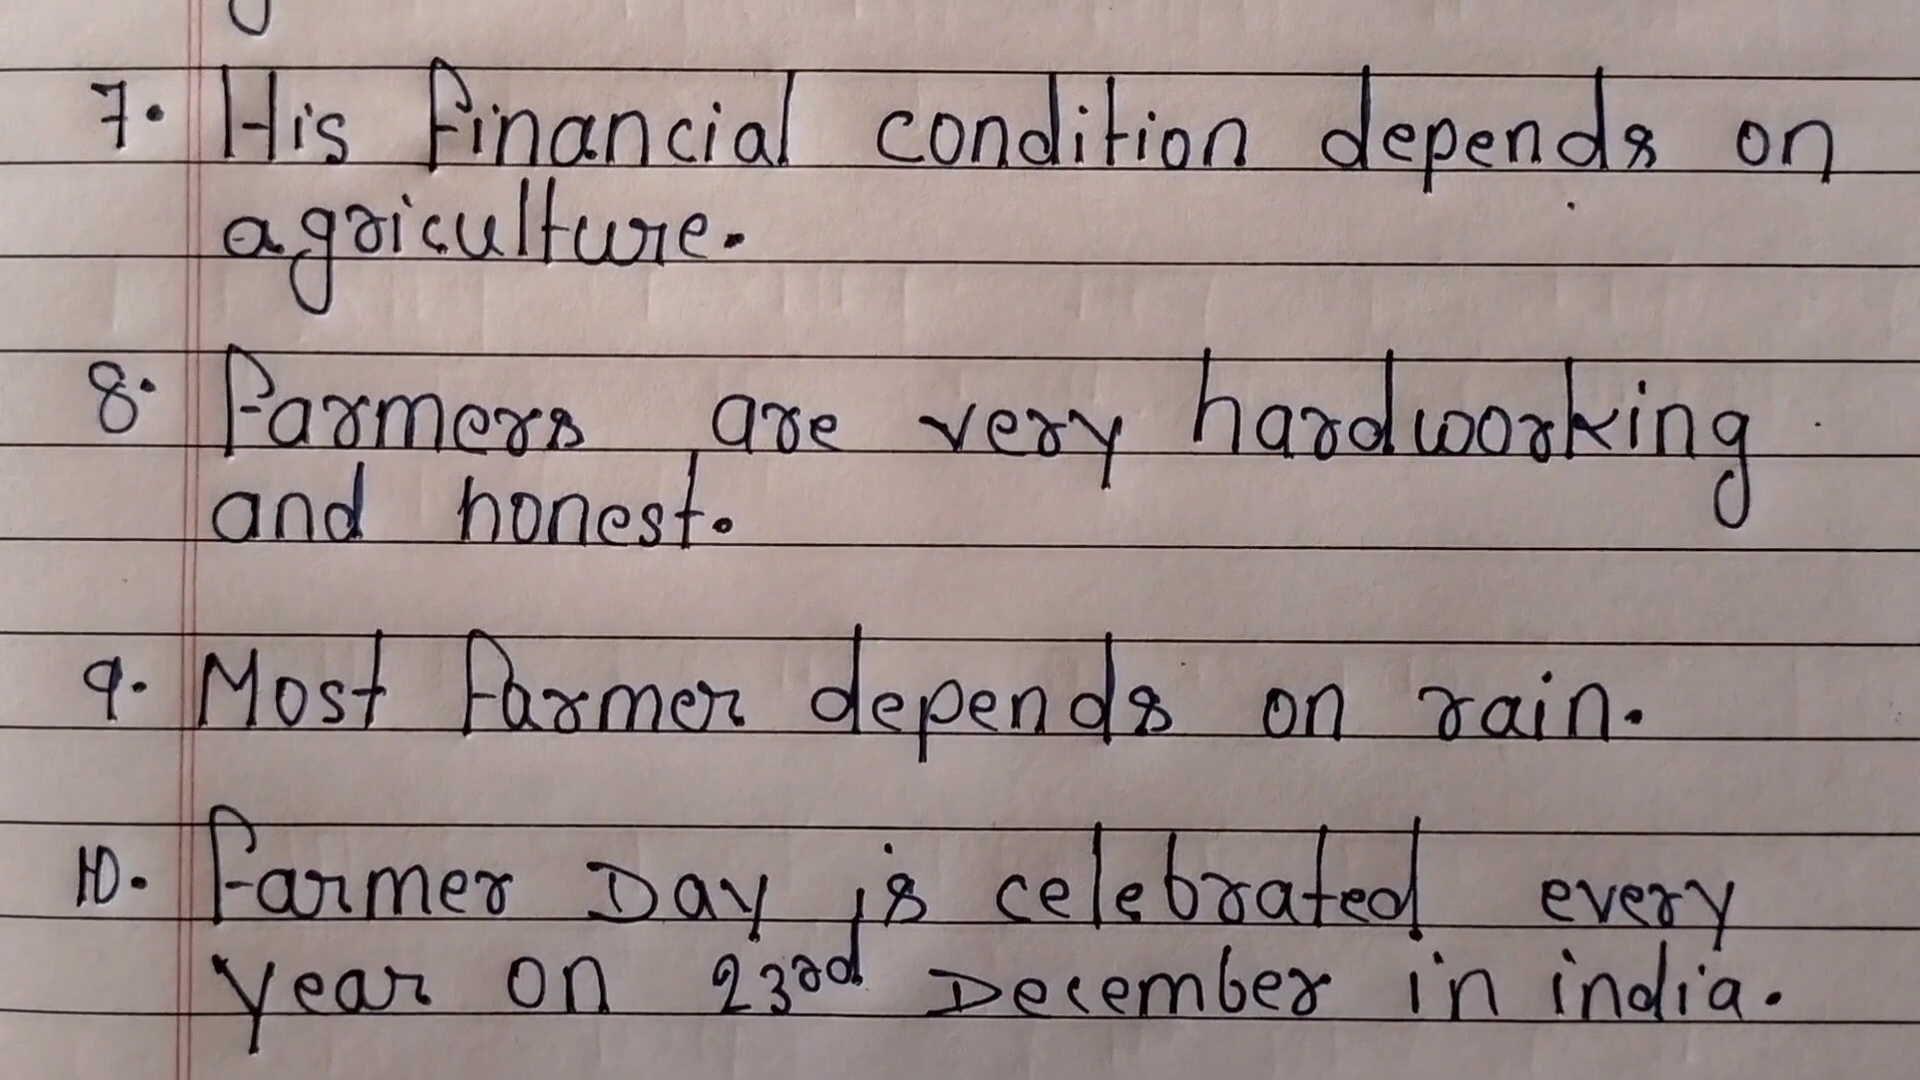 7. His financial condition depends on
agriculture.
8. Farmers are very hardworking
and honest.
9. Most farmer depends on rain.
10. Farmer Day is celebrated every
year on 23rd December in india.